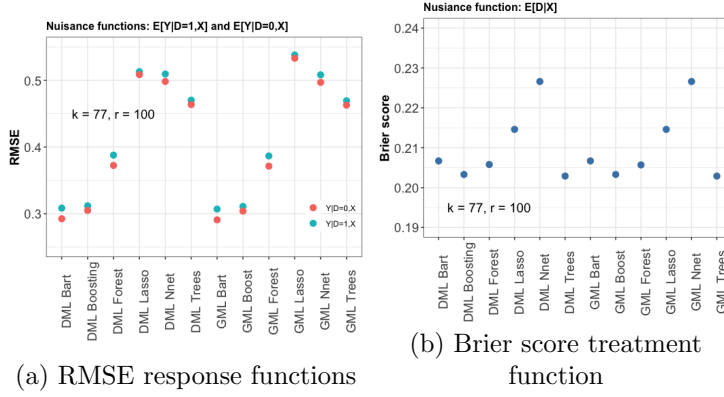 Nuisance functions: E[Y|D=1,X] and E[Y|D=0,X]
RMSE
0.5
0.4
0.3
k = 77, r = 100
Y|D=0,X
Y|D=1,X
DML Bart
DML Boosting
DML Forest
DML Lasso
DML Nnet
DML Trees
GML Bart
GML Boost
GML Forest
GML Lasso
GML Nnet
GML Trees
(a) RMSE response functions
Nusiance function: E[D|X]
Brier score
0.24
0.23
0.22
0.21
0.20
0.19
k = 77, r = 100
DML Bart
DML Boosting
DML Forest
DML Lasso
DML Nnet
DML Trees
GML Bart
GML Boost
GML Forest
GML Lasso
GML Nnet
GML Trees
(b) Brier score treatment
function